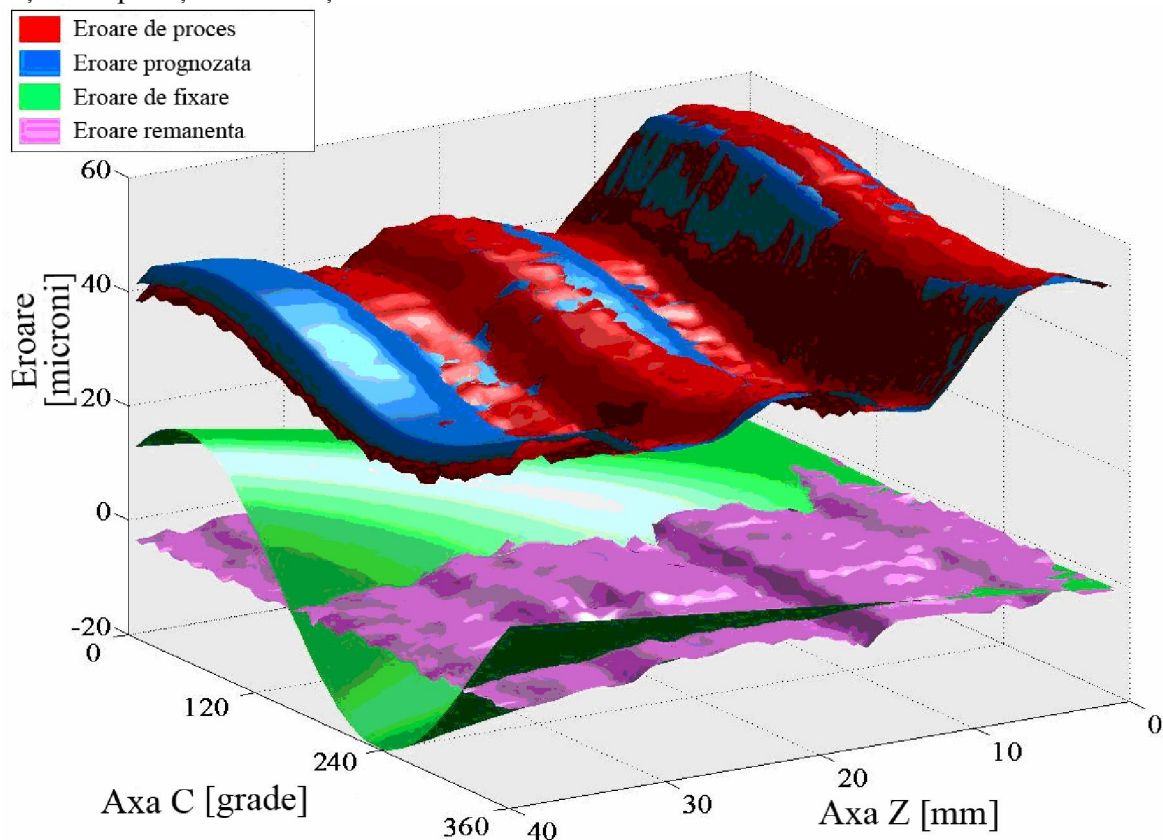 Eroare de proces
Eroare prognozata
Eroare de fixare
Eroare remanenta
60
40
Eroare
[microni]
20
0
-20
0
120
240
360
Axa C [grade]
40
30
20
10
0
Axa Z [mm]